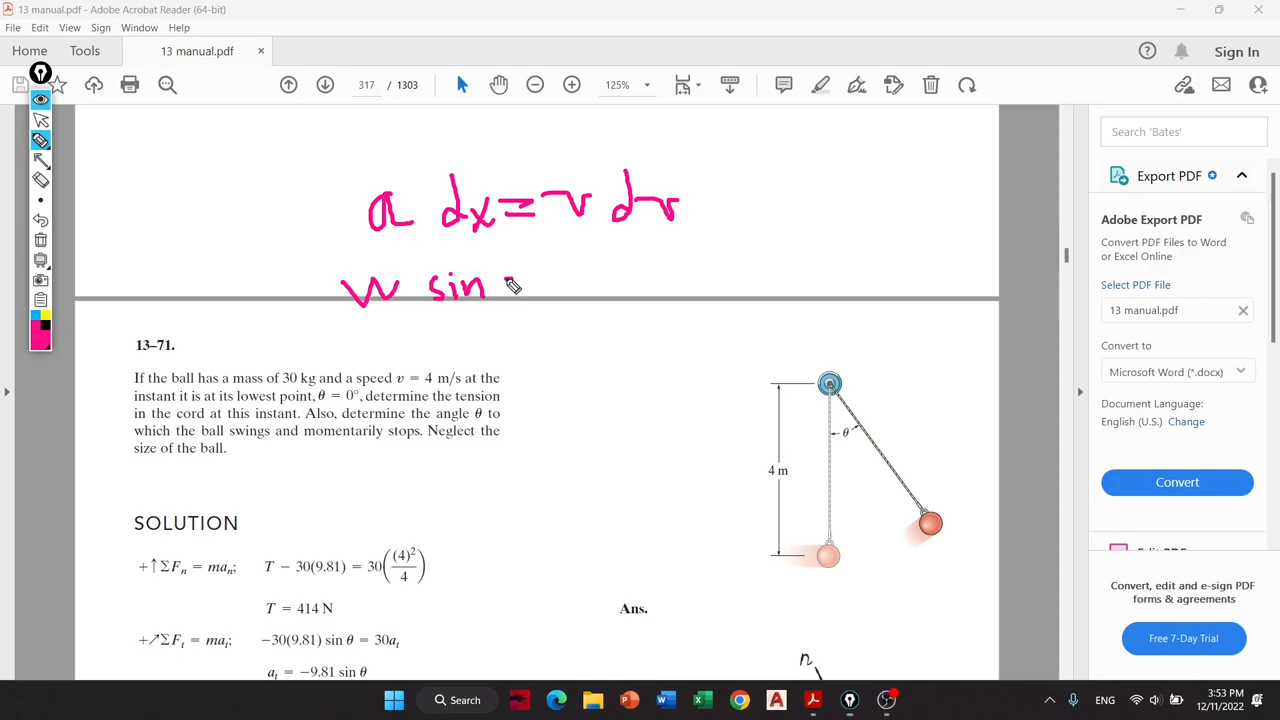 13 manual.pdf - Adobe Acrobat Reader (64-bit)
File Edit View Sign Window Help
Home Tools 13 manual.pdf × Sign In
317 / 1303 125%
a dx = v dv
W sin
13–71.
If the ball has a mass of 30 kg and a speed v = 4 m/s at the
instant it is at its lowest point, θ = 0°, determine the tension
in the cord at this instant. Also, determine the angle θ to
which the ball swings and momentarily stops. Neglect the
size of the ball.
4 m
θ
SOLUTION
+↑ΣFₙ = maₙ; T − 30(9.81) = 30((4)²/4)
T = 414 N Ans.
+↗ΣFₜ = maₜ; −30(9.81) sin θ = 30aₜ
aₜ = −9.81 sin θ
n
Search 'Bates'
Export PDF
Adobe Export PDF
Convert PDF Files to Word
or Excel Online
Select PDF File
13 manual.pdf
Convert to
Microsoft Word (*.docx)
Document Language:
English (U.S.) Change
Convert
Convert, edit and e-sign PDF
forms & agreements
Free 7-Day Trial
Search
ENG
3:53 PM
12/11/2022